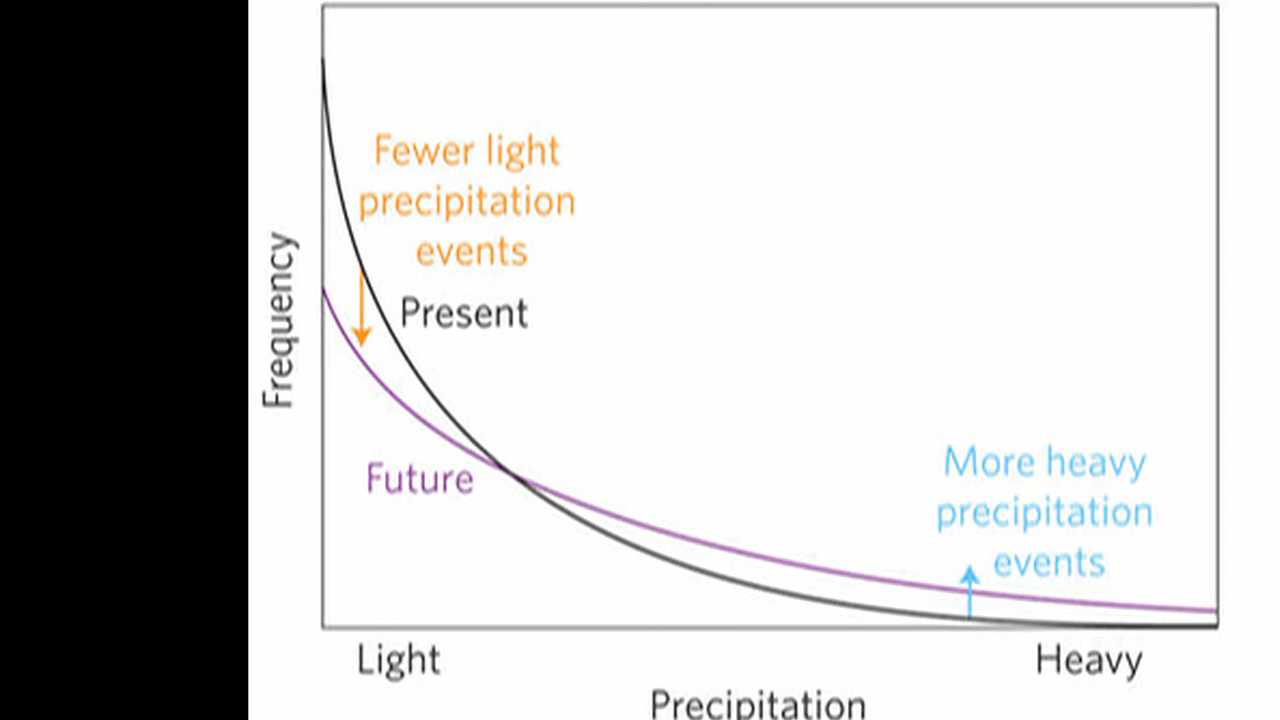 Fewer light
precipitation
events
Present
Frequency
Future
More heavy
precipitation
events
Light
Heavy
Precipitation